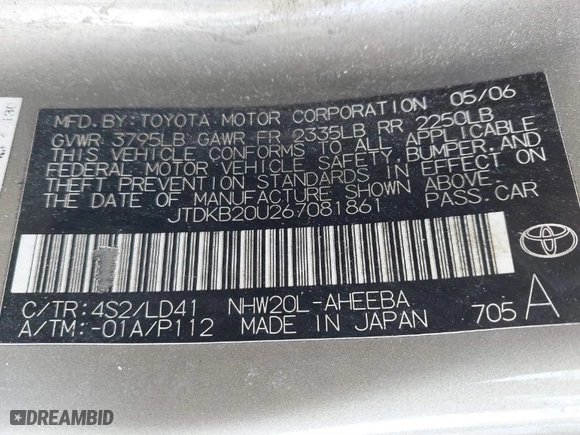 MFD. BY: TOYOTA MOTOR CORPORATION 05/06
GVWR 3795LB GAWR FR 2335LB RR 2250LB
THIS VEHICLE CONFORMS TO ALL APPLICABLE
FEDERAL MOTOR VEHICLE SAFETY, BUMPER, AND
THEFT PREVENTION STANDARDS IN EFFECT ON
THE DATE OF MANUFACTURE SHOWN ABOVE.
JTDKB20U267081861 PASS. CAR
C/TR: 4S2/LD41 NHW20L-AHEEBA
A/TM: -01A/P112 MADE IN JAPAN 705 A
DREAMBID